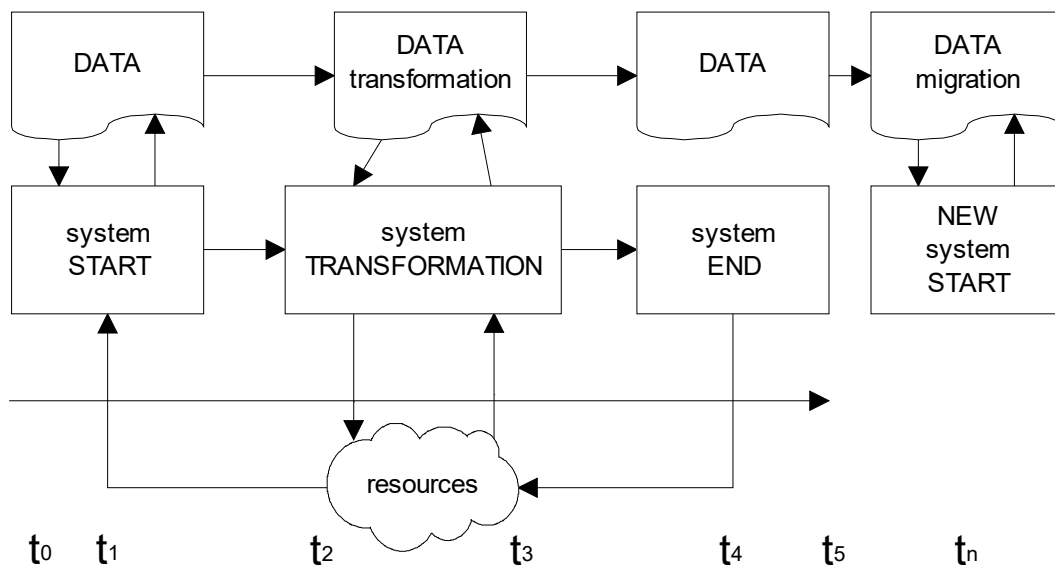 DATA
DATA
transformation
DATA
DATA
migration
system
START
system
TRANSFORMATION
system
END
NEW
system
START
resources
t0 t1 t2 t3 t4 t5 tn